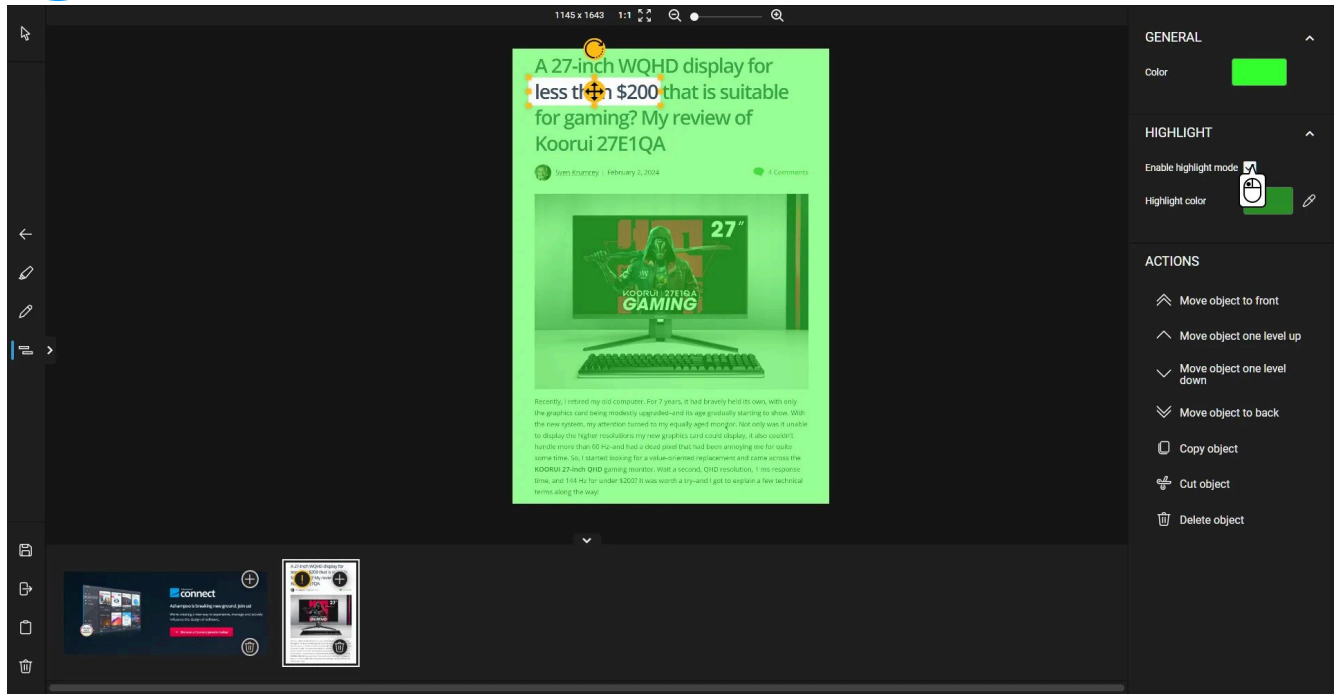 1145 x 1643 1:1
A 27-inch WQHD display for
less than $200 that is suitable
for gaming? My review of
Koorui 27E1QA
Sven Krumrey | February 2, 2024
4 Comments
27"
KOORUI 27E1QA
GAMING
Recently, I retired my old computer. For 7 years, it had bravely held its own, with only
the graphics card being modestly upgraded–and its age gradually starting to show. With
the new system, my attention turned to my equally aged monitor. Not only was it unable
to display the higher resolutions my new graphics card could display, it also couldn't
handle more than 60 Hz–and had a dead pixel that had been annoying me for quite
some time. So, I started looking for a value-oriented replacement and came across the
KOORUI 27-inch QHD gaming monitor. Wait a second, QHD resolution, 1 ms response
time, and 144 Hz for under $200? It was worth a try–and I got to explain a few technical
terms along the way!
GENERAL
Color
HIGHLIGHT
Enable highlight mode
Highlight color
ACTIONS
Move object to front
Move object one level up
Move object one level
down
Move object to back
Copy object
Cut object
Delete object
connect
Ashampoo is breaking new ground, join us!
A 27-inch WQHD display for
27"